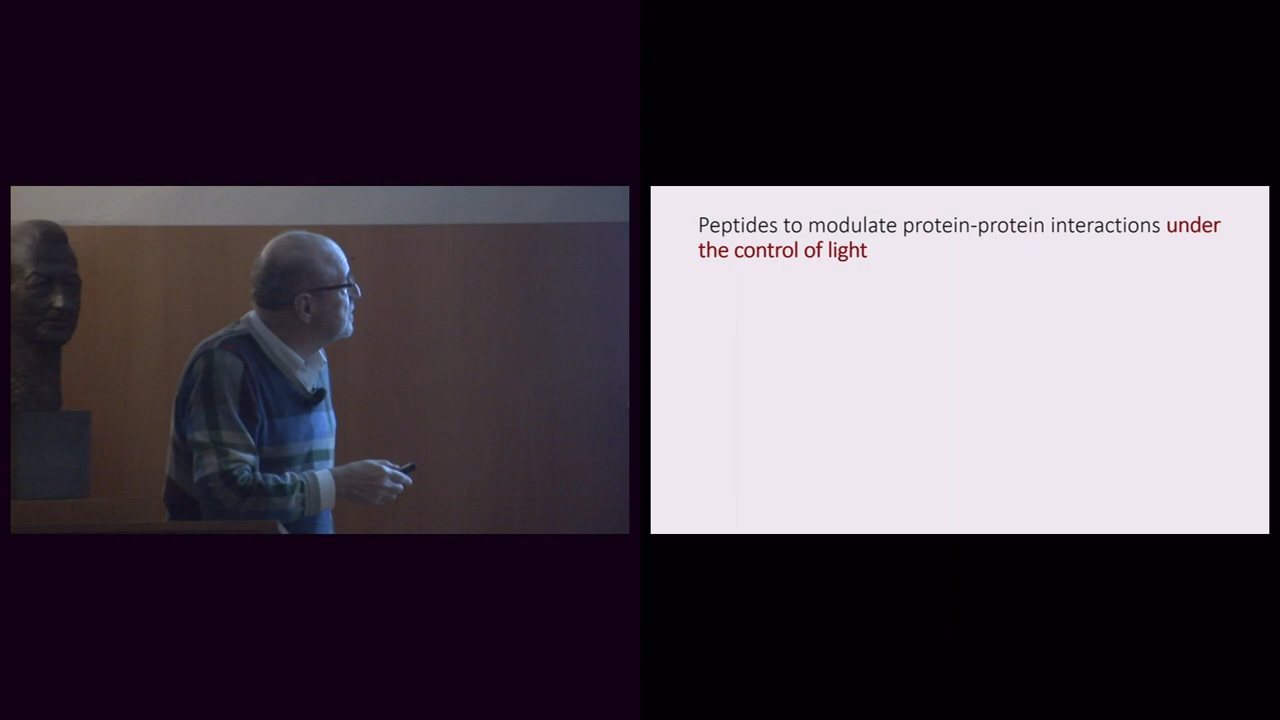 Peptides to modulate protein-protein interactions under
the control of light